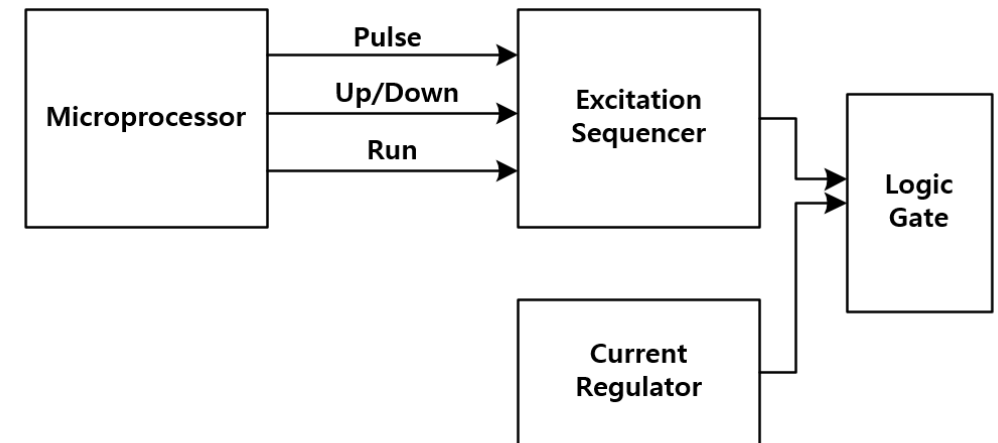 Microprocessor
Pulse
Up/Down
Run
Excitation
Sequencer
Logic
Gate
Current
Regulator